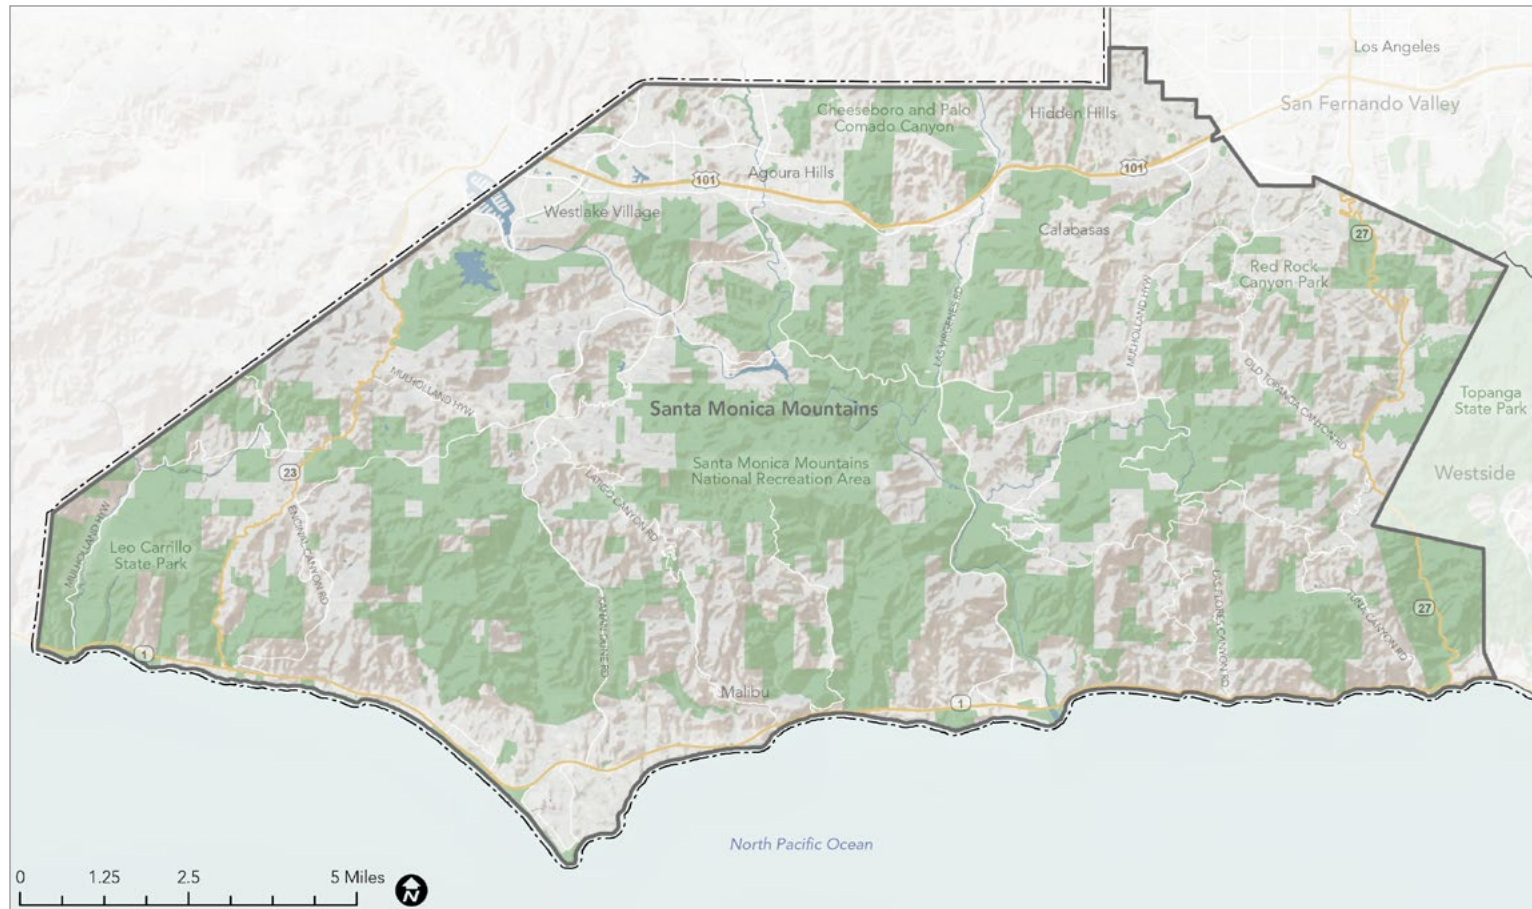 Los Angeles
San Fernando Valley
Cheeseboro and Palo
Comado Canyon
Hidden Hills
101
Agoura Hills
101
Westlake Village
Calabasas
27
Red Rock
Canyon Park
LAS VIRGENES RD
MULHOLLAND HYW
MULHOLLAND HYW
OLD TOPANGA CANYON RD
Santa Monica Mountains
Topanga
State Park
Santa Monica Mountains
National Recreation Area
Westside
23
LATIGO CANYON RD
MULHOLLAND HYW
ENCINAL CANYON RD
Leo Carrillo
State Park
KANAN DUME RD
LAS FLORES CANYON RD
TUNA CANYON RD
27
1
Malibu
1
North Pacific Ocean
0 1.25 2.5 5 Miles
N